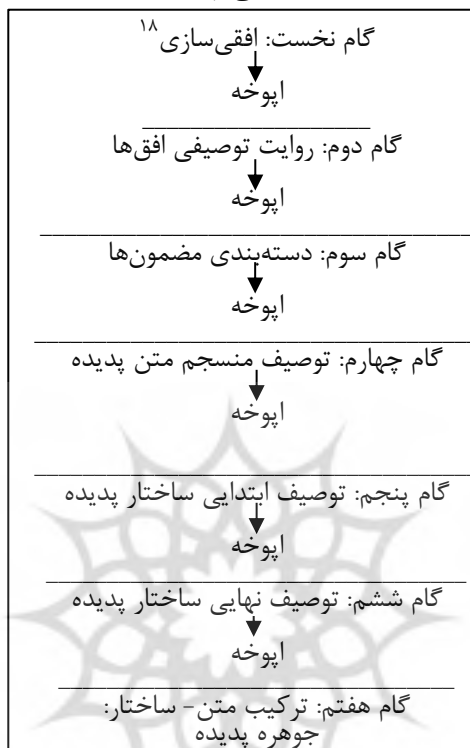 گام نخست: افقی‌سازی۱۸
اپوخه
گام دوم: روایت توصیفی افق‌ها
اپوخه
گام سوم: دسته‌بندی مضمون‌ها
اپوخه
گام چهارم: توصیف منسجم متن پدیده
اپوخه
گام پنجم: توصیف ابتدایی ساختار پدیده
اپوخه
گام ششم: توصیف نهایی ساختار پدیده
اپوخه
گام هفتم: ترکیب متن- ساختار:
جوهره پدیده